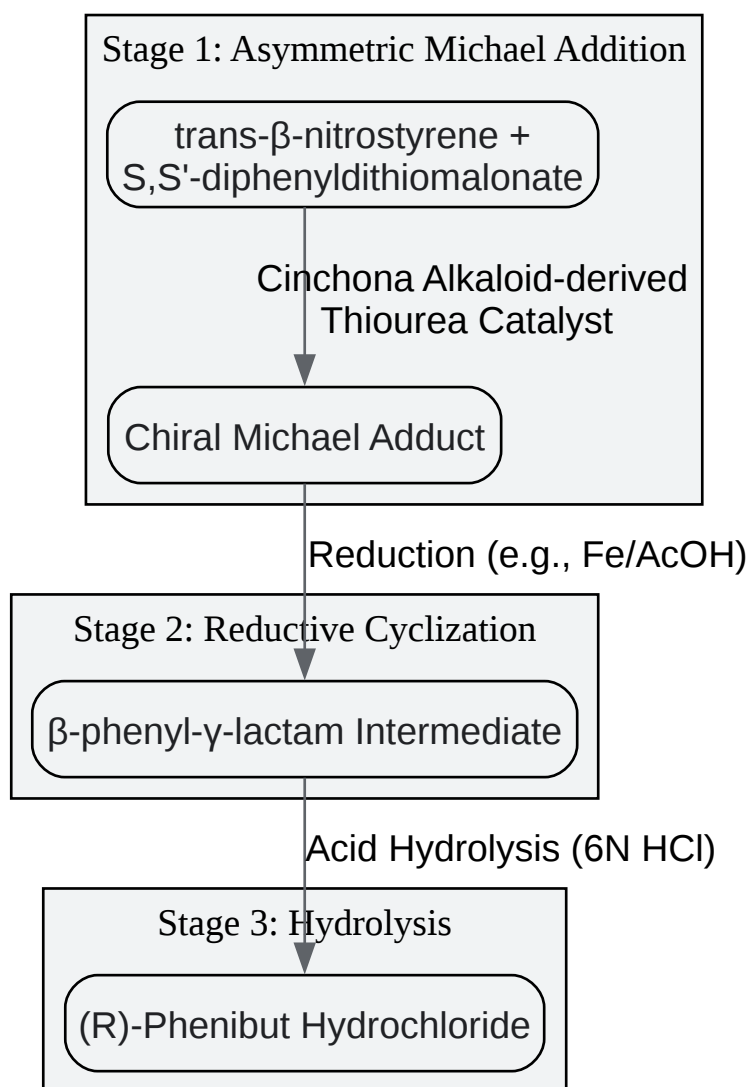 Stage 1: Asymmetric Michael Addition
trans-β-nitrostyrene +
S,S'-diphenyldithiomalonate
Cinchona Alkaloid-derived
Thiourea Catalyst
Chiral Michael Adduct
Reduction (e.g., Fe/AcOH)
Stage 2: Reductive Cyclization
β-phenyl-γ-lactam Intermediate
Acid Hydrolysis (6N HCl)
Stage 3: Hydrolysis
(R)-Phenibut Hydrochloride